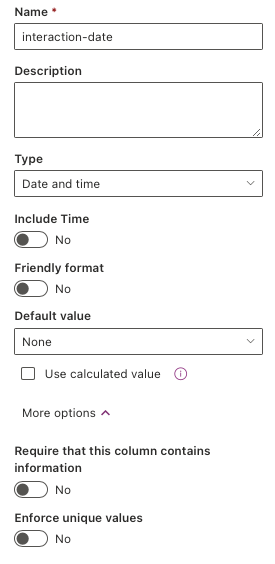 Name *
interaction-date
Description
Type
Date and time
Include Time
No
Friendly format
No
Default value
None
Use calculated value
More options
Require that this column contains
information
No
Enforce unique values
No